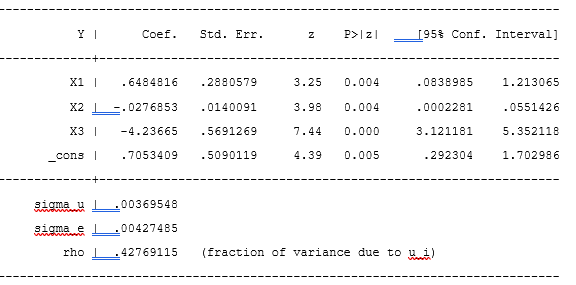 Y | Coef. Std. Err. z P>|z| [95% Conf. Interval]
X1 | .6484816 .2880579 3.25 0.004 .0838985 1.213065
X2 | -.0276853 .0140091 3.98 0.004 .0002281 .0551426
X3 | -4.23665 .5691269 7.44 0.000 3.121181 5.352118
_cons | .7053409 .5090119 4.39 0.005 .292304 1.702986
sigma_u | .00369548
sigma_e | .00427485
rho | .42769115 (fraction of variance due to u_i)